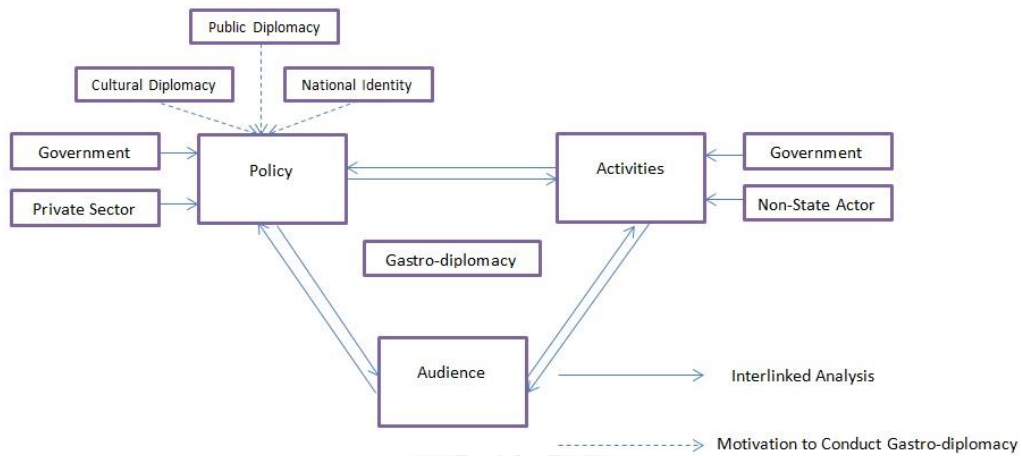 Public Diplomacy
Cultural Diplomacy
National Identity
Government
Policy
Activities
Government
Private Sector
Non-State Actor
Gastro-diplomacy
Audience
Interlinked Analysis
Motivation to Conduct Gastro-diplomacy